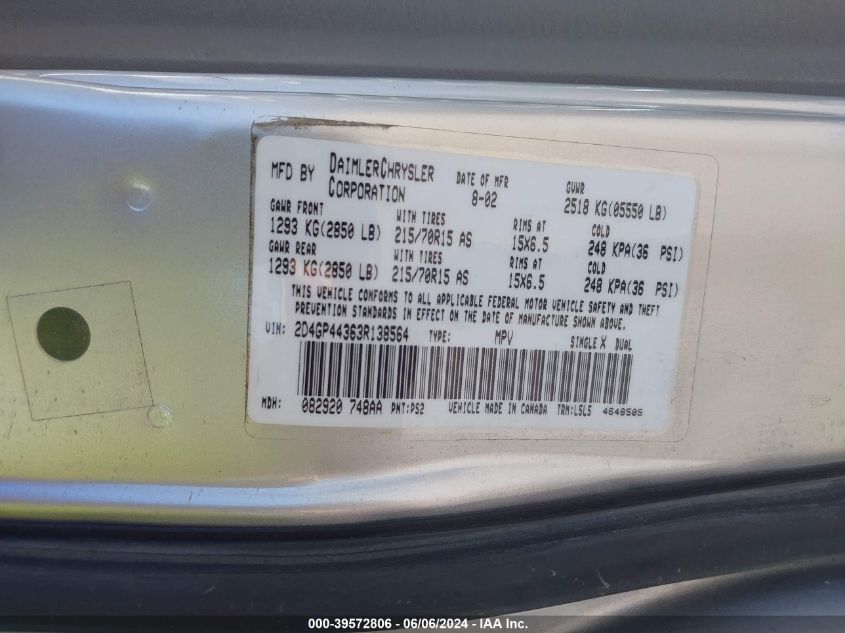 MFD BY DAIMLERCHRYSLER CORPORATION DATE OF MFR 8-02 GVWR 2518 KG(05550 LB)
GAWR FRONT WITH TIRES RIMS AT COLD
1293 KG(2850 LB) 215/70R15 AS 15X6.5 248 KPA(36 PSI)
GAWR REAR WITH TIRES RIMS AT COLD
1293 KG(2850 LB) 215/70R15 AS 15X6.5 248 KPA(36 PSI)
THIS VEHICLE CONFORMS TO ALL APPLICABLE FEDERAL MOTOR VEHICLE SAFETY AND THEFT
PREVENTION STANDARDS IN EFFECT ON THE DATE OF MANUFACTURE SHOWN ABOVE.
VIN: 2D4GP44363R138564 TYPE: MPV SINGLE X DUAL
MDH: 082920 748AA PNT:PS2 VEHICLE MADE IN CANADA TRM:L5L5 4648505
000-39572806 - 06/06/2024 - IAA Inc.